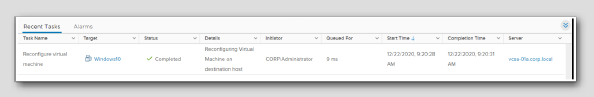 Recent Tasks Alarms
Task Name Target Status Details Initiator Queued For Start Time ↓ Completion Time Server
Reconfigure virtual machine Windows10 Completed Reconfiguring Virtual Machine on destination host CORP\Administrator 9 ms 12/22/2020, 9:20:28 AM 12/22/2020, 9:20:31 AM vcsa-01a.corp.local